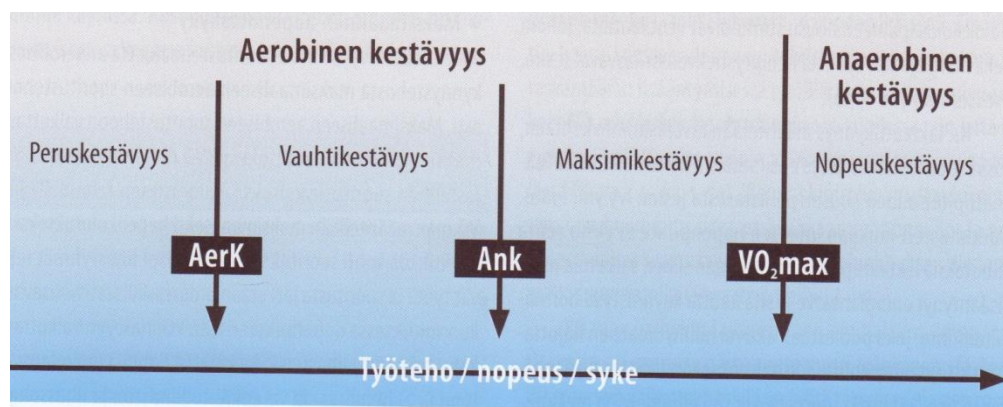 Aerobinen kestävyys
Anaerobinen
kestävyys
Peruskestävyys
Vauhtikestävyys
Maksimikestävyys
Nopeuskestävyys
AerK
Ank
VO₂max
Työteho / nopeus / syke